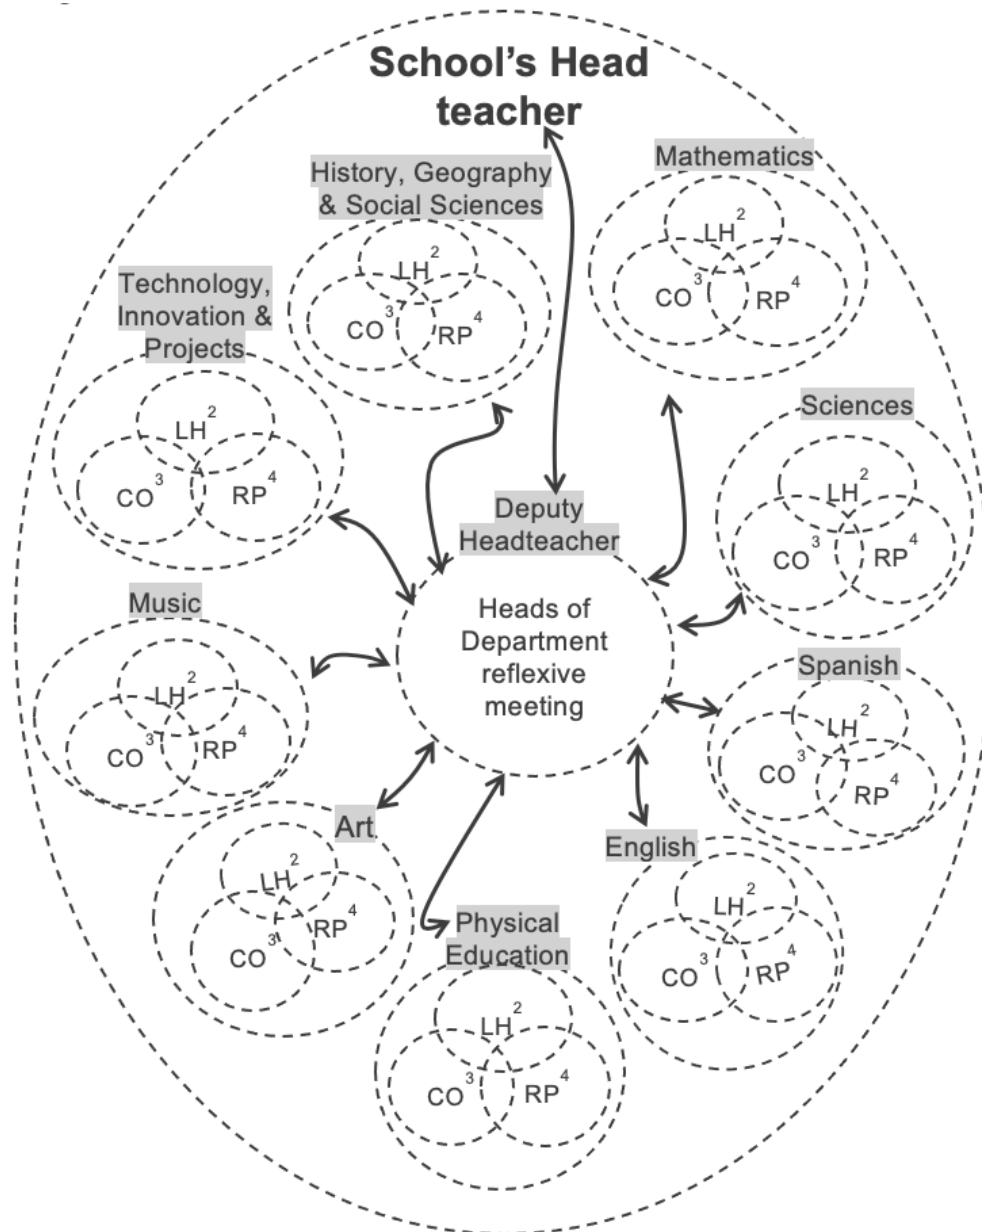 School's Head
teacher
History, Geography
& Social Sciences
LH²
CO³
RP⁴
Mathematics
LH²
CO³
RP⁴
Technology,
Innovation &
Projects
LH²
CO³
RP⁴
Sciences
LH²
CO³
RP⁴
Deputy
Headteacher
Heads of
Department
reflexive
meeting
Music
LH²
CO³
RP⁴
Spanish
LH²
CO³
RP⁴
Art
LH²
CO³
RP⁴
English
LH²
CO³
RP⁴
Physical
Education
LH²
CO³
RP⁴